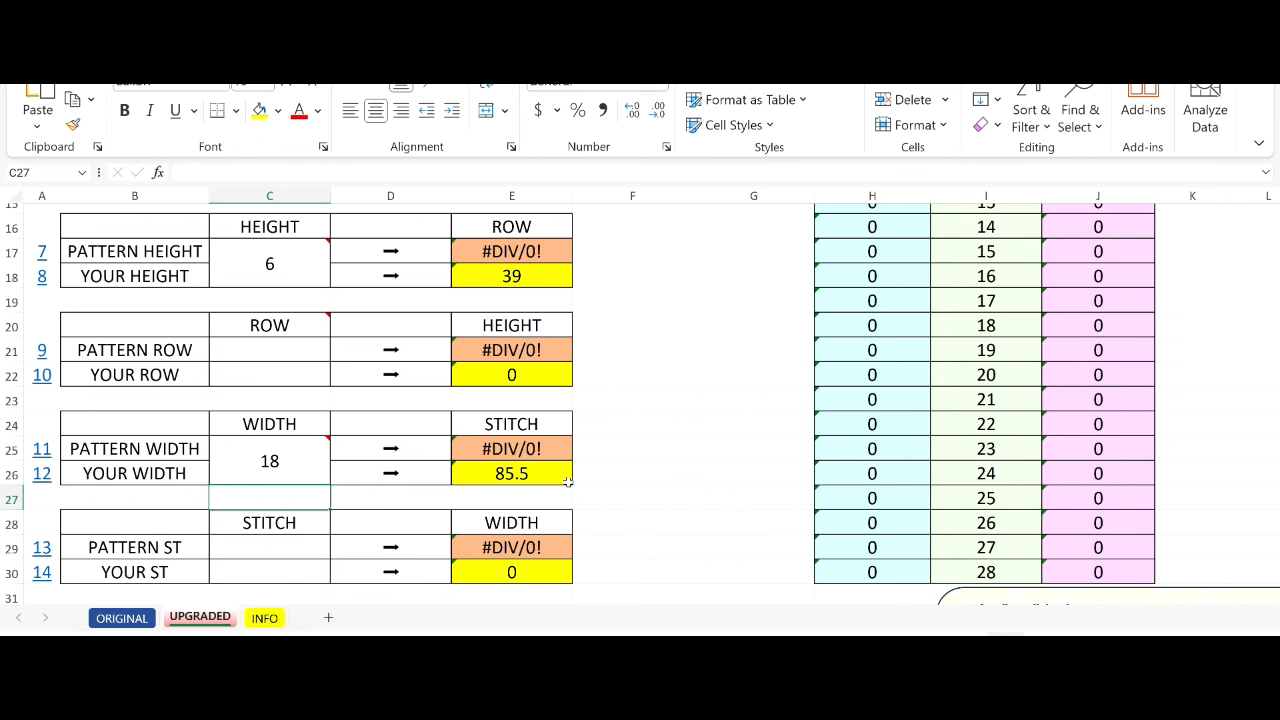 Paste
B I U A $ % 9 .00
Format as Table
Cell Styles
Delete
Format
Sort & Filter
Find & Select
Add-ins
Analyze Data
Clipboard Font Alignment Number Styles Cells Editing Add-ins
C27 fx
A B C D E F G H I J K L
16 HEIGHT ROW 0 14 0
17 7 PATTERN HEIGHT 6 ➞ #DIV/0! 0 15 0
18 8 YOUR HEIGHT ➞ 39 0 16 0
19 0 17 0
20 ROW HEIGHT 0 18 0
21 9 PATTERN ROW ➞ #DIV/0! 0 19 0
22 10 YOUR ROW ➞ 0 0 20 0
23 0 21 0
24 WIDTH STITCH 0 22 0
25 11 PATTERN WIDTH 18 ➞ #DIV/0! 0 23 0
26 12 YOUR WIDTH ➞ 85.5 0 24 0
27 0 25 0
28 STITCH WIDTH 0 26 0
29 13 PATTERN ST ➞ #DIV/0! 0 27 0
30 14 YOUR ST ➞ 0 0 28 0
31
ORIGINAL UPGRADED INFO +